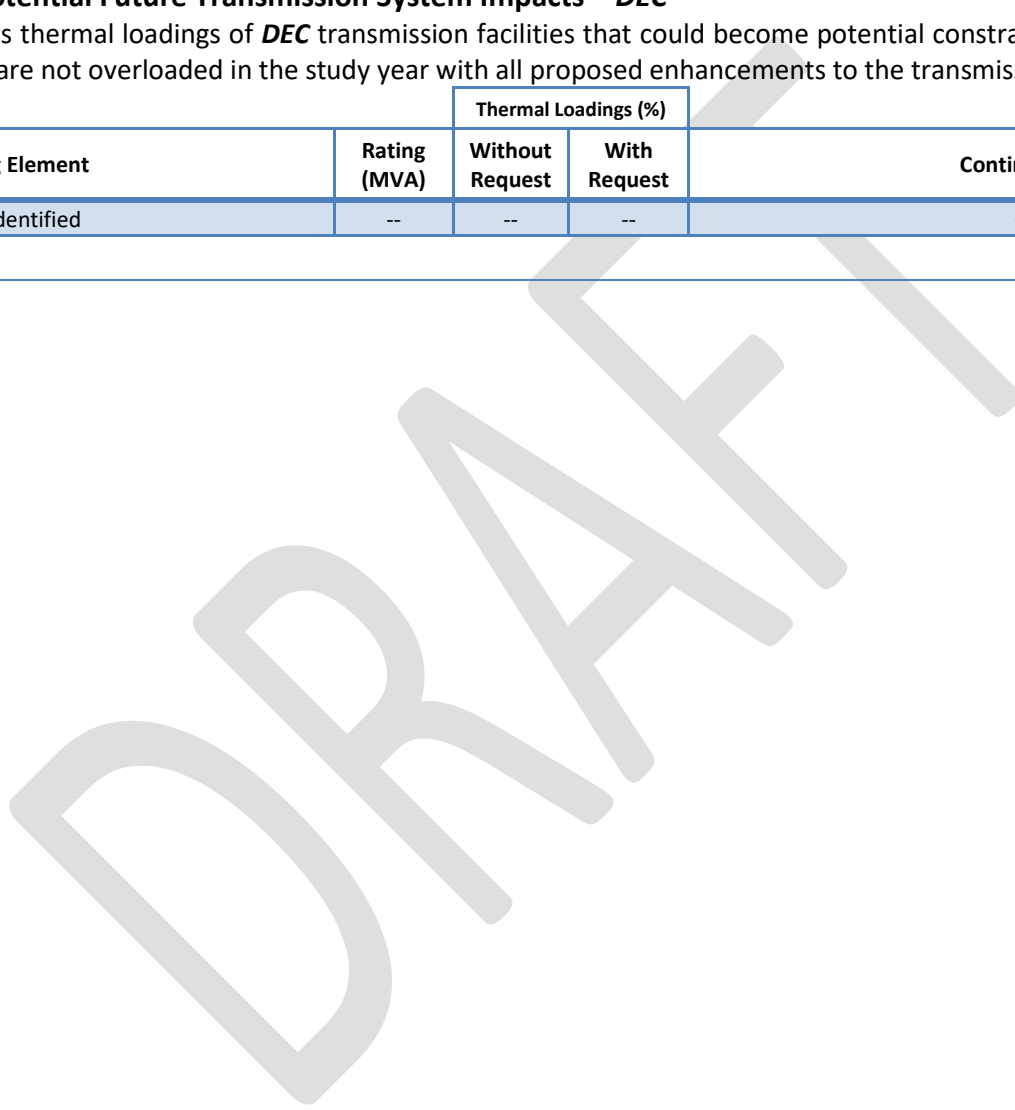 Potential Future Transmission System Impacts – DEC
s thermal loadings of DEC transmission facilities that could become potential constra
are not overloaded in the study year with all proposed enhancements to the transmis
Thermal Loadings (%)
Element Rating (MVA) Without Request With Request Contin
dentified -- -- --
DRAFT